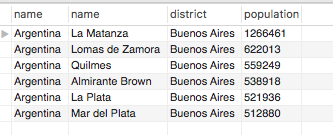 name name district population
Argentina La Matanza Buenos Aires 1266461
Argentina Lomas de Zamora Buenos Aires 622013
Argentina Quilmes Buenos Aires 559249
Argentina Almirante Brown Buenos Aires 538918
Argentina La Plata Buenos Aires 521936
Argentina Mar del Plata Buenos Aires 512880